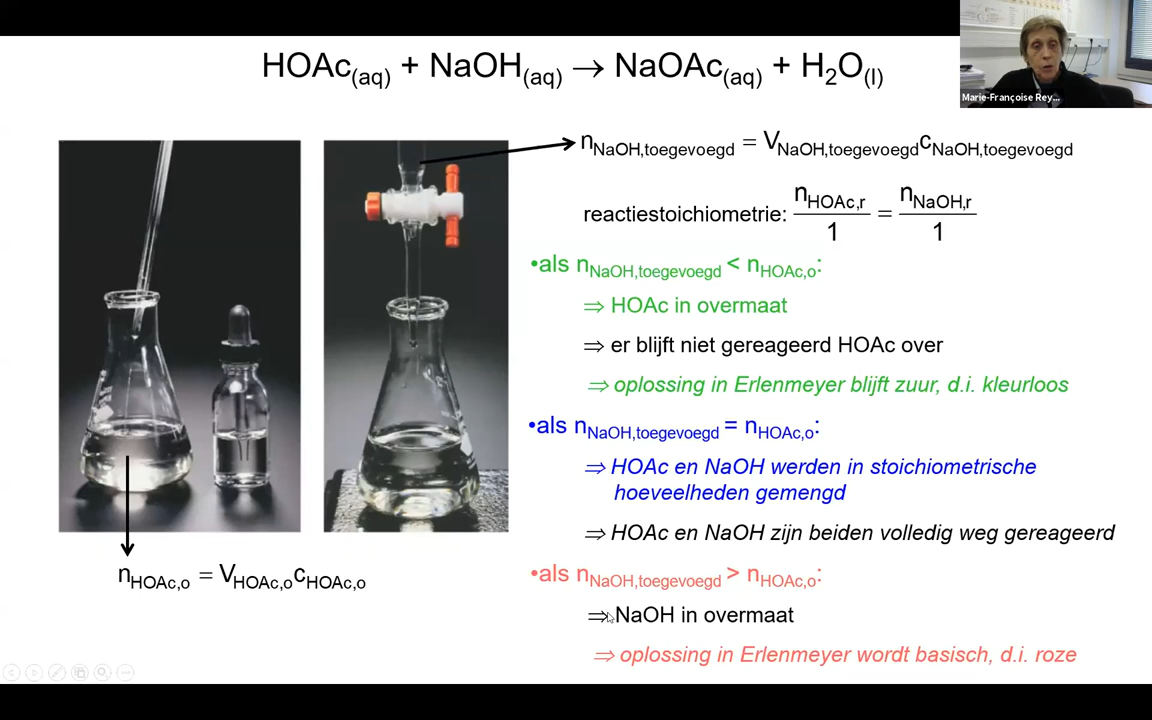 HOAc(aq) + NaOH(aq) → NaOAc(aq) + H2O(l)
Marie-Françoise Rey...
nNaOH,toegevoegd = VNaOH,toegevoegdcNaOH,toegevoegd
reactiestoichiometrie: nHOAc,r/1 = nNaOH,r/1
•als nNaOH,toegevoegd < nHOAc,o:
⇒ HOAc in overmaat
⇒ er blijft niet gereageerd HOAc over
⇒ oplossing in Erlenmeyer blijft zuur, d.i. kleurloos
•als nNaOH,toegevoegd = nHOAc,o:
⇒ HOAc en NaOH werden in stoichiometrische
hoeveelheden gemengd
⇒ HOAc en NaOH zijn beiden volledig weg gereageerd
•als nNaOH,toegevoegd > nHOAc,o:
⇒ NaOH in overmaat
⇒ oplossing in Erlenmeyer wordt basisch, d.i. roze
nHOAc,o = VHOAc,ocHOAc,o